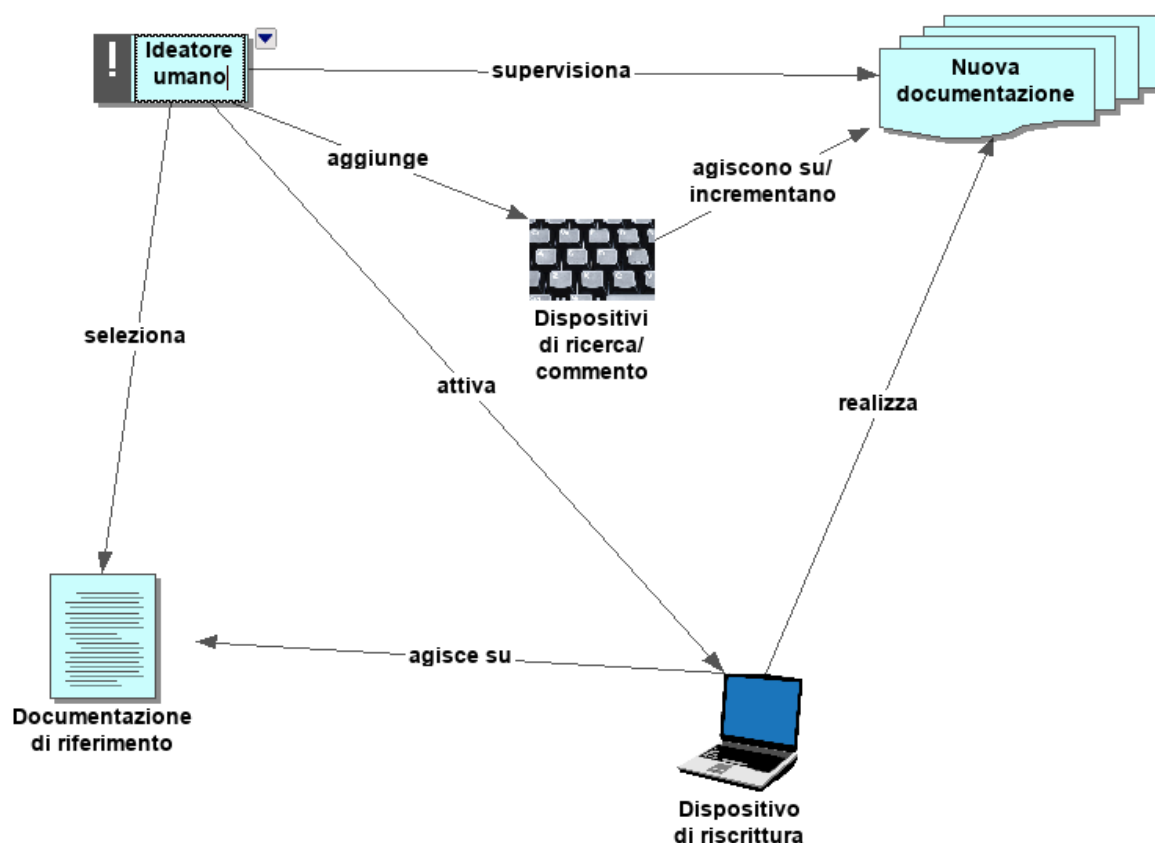 !
Ideatore
umano
supervisiona
Nuova
documentazione
aggiunge
agiscono su/
incrementano
Dispositivi
di ricerca/
commento
seleziona
attiva
realizza
agisce su
Documentazione
di riferimento
Dispositivo
di riscrittura